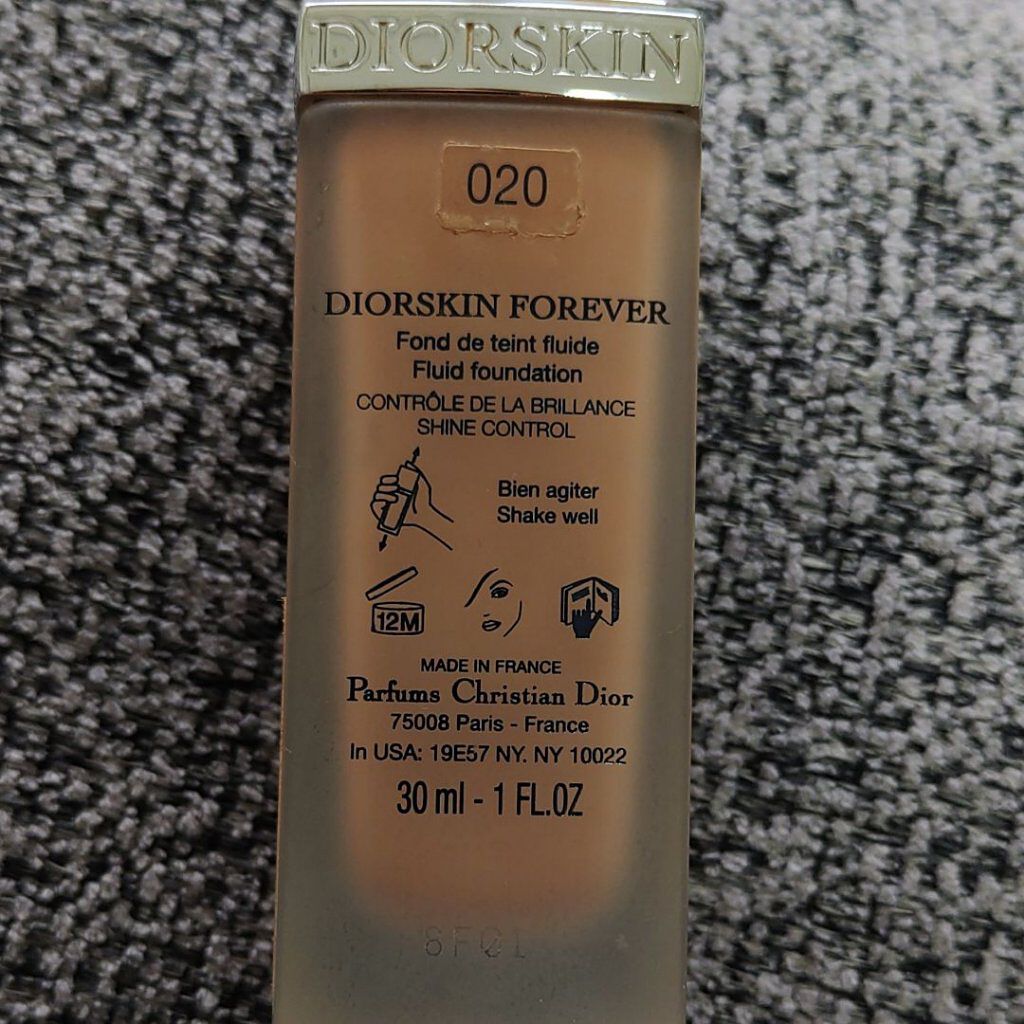 DIORSKIN
020
DIORSKIN FOREVER
Fond de teint fluide
Fluid foundation
CONTRÔLE DE LA BRILLANCE
SHINE CONTROL
Bien agiter
Shake well
12M
MADE IN FRANCE
Parfums Christian Dior
75008 Paris - France
In USA: 19E57 NY. NY 10022
30 ml - 1 FL.OZ